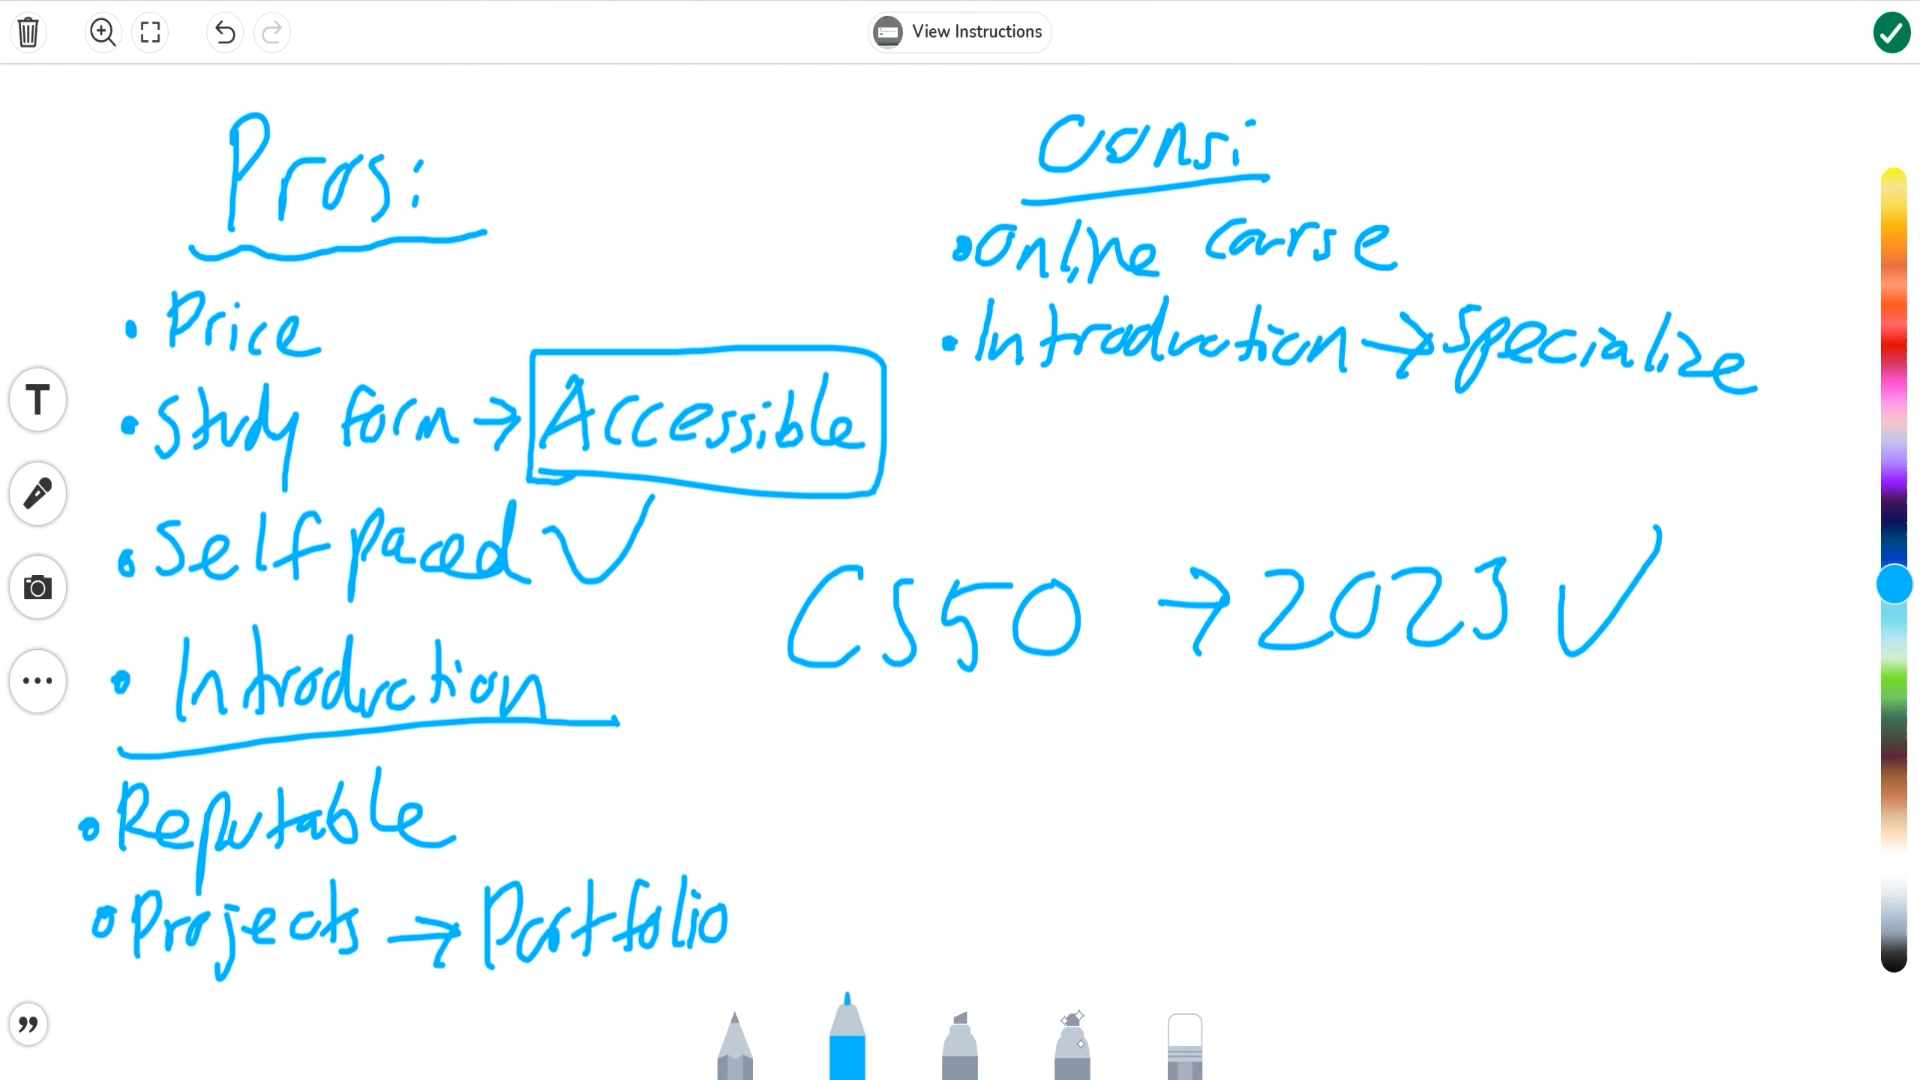 View Instructions
Pros:
• Price
• Study form → Accessible
• Self paced ✓
• Introduction
• Reputable
• Projects → Portfolio
Cons:
• Online carse
• Introduction → Specialize
CS50 → 2023 ✓
T